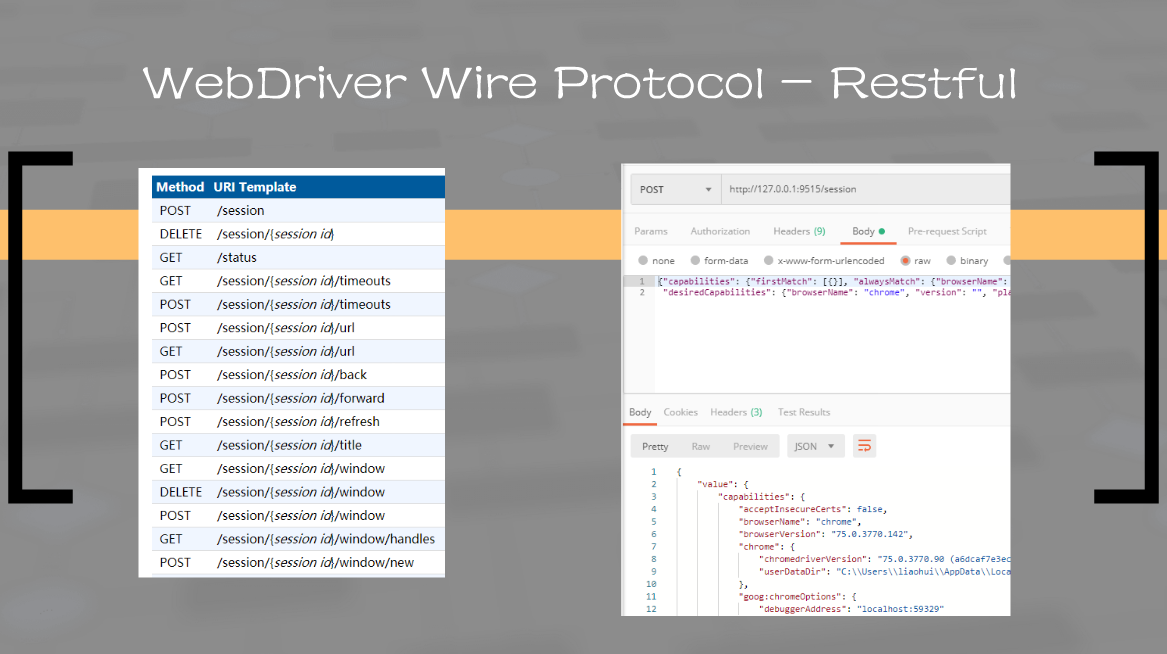 WebDriver Wire Protocol – Restful
Method URI Template
POST /session
DELETE /session/{session id}
GET /status
GET /session/{session id}/timeouts
POST /session/{session id}/timeouts
POST /session/{session id}/url
GET /session/{session id}/url
POST /session/{session id}/back
POST /session/{session id}/forward
POST /session/{session id}/refresh
GET /session/{session id}/title
GET /session/{session id}/window
DELETE /session/{session id}/window
POST /session/{session id}/window
GET /session/{session id}/window/handles
POST /session/{session id}/window/new
POST http://127.0.0.1:9515/session
Params Authorization Headers (9) Body Pre-request Script
none form-data x-www-form-urlencoded raw binary
1 {"capabilities": {"firstMatch": [{}], "alwaysMatch": {"browserName":
2 "desiredCapabilities": {"browserName": "chrome", "version": "", "pla
Body Cookies Headers (3) Test Results
Pretty Raw Preview JSON
1 {
2 "value": {
3 "capabilities": {
4 "acceptInsecureCerts": false,
5 "browserName": "chrome",
6 "browserVersion": "75.0.3770.142",
7 "chrome": {
8 "chromedriverVersion": "75.0.3770.90 (a6dcaf7e3ec
9 "userDataDir": "C:\\Users\\liaohui\\AppData\\Loca
10 },
11 "goog:chromeOptions": {
12 "debuggerAddress": "localhost:59329"